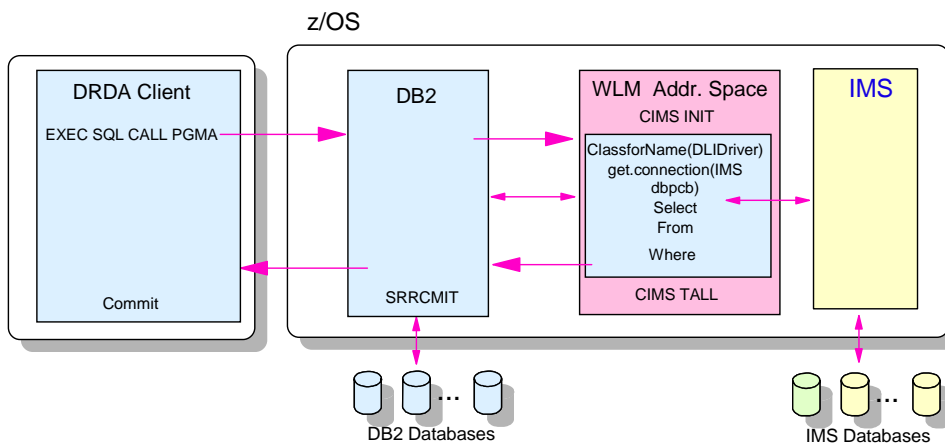 z/OS
DRDA Client
EXEC SQL CALL PGMA
Commit
DB2
SRRCMIT
WLM Addr. Space
CIMS INIT
ClassforName(DLIDriver)
get.connection(IMS
dbpcb)
Select
From
Where
CIMS TALL
IMS
...
DB2 Databases
...
IMS Databases